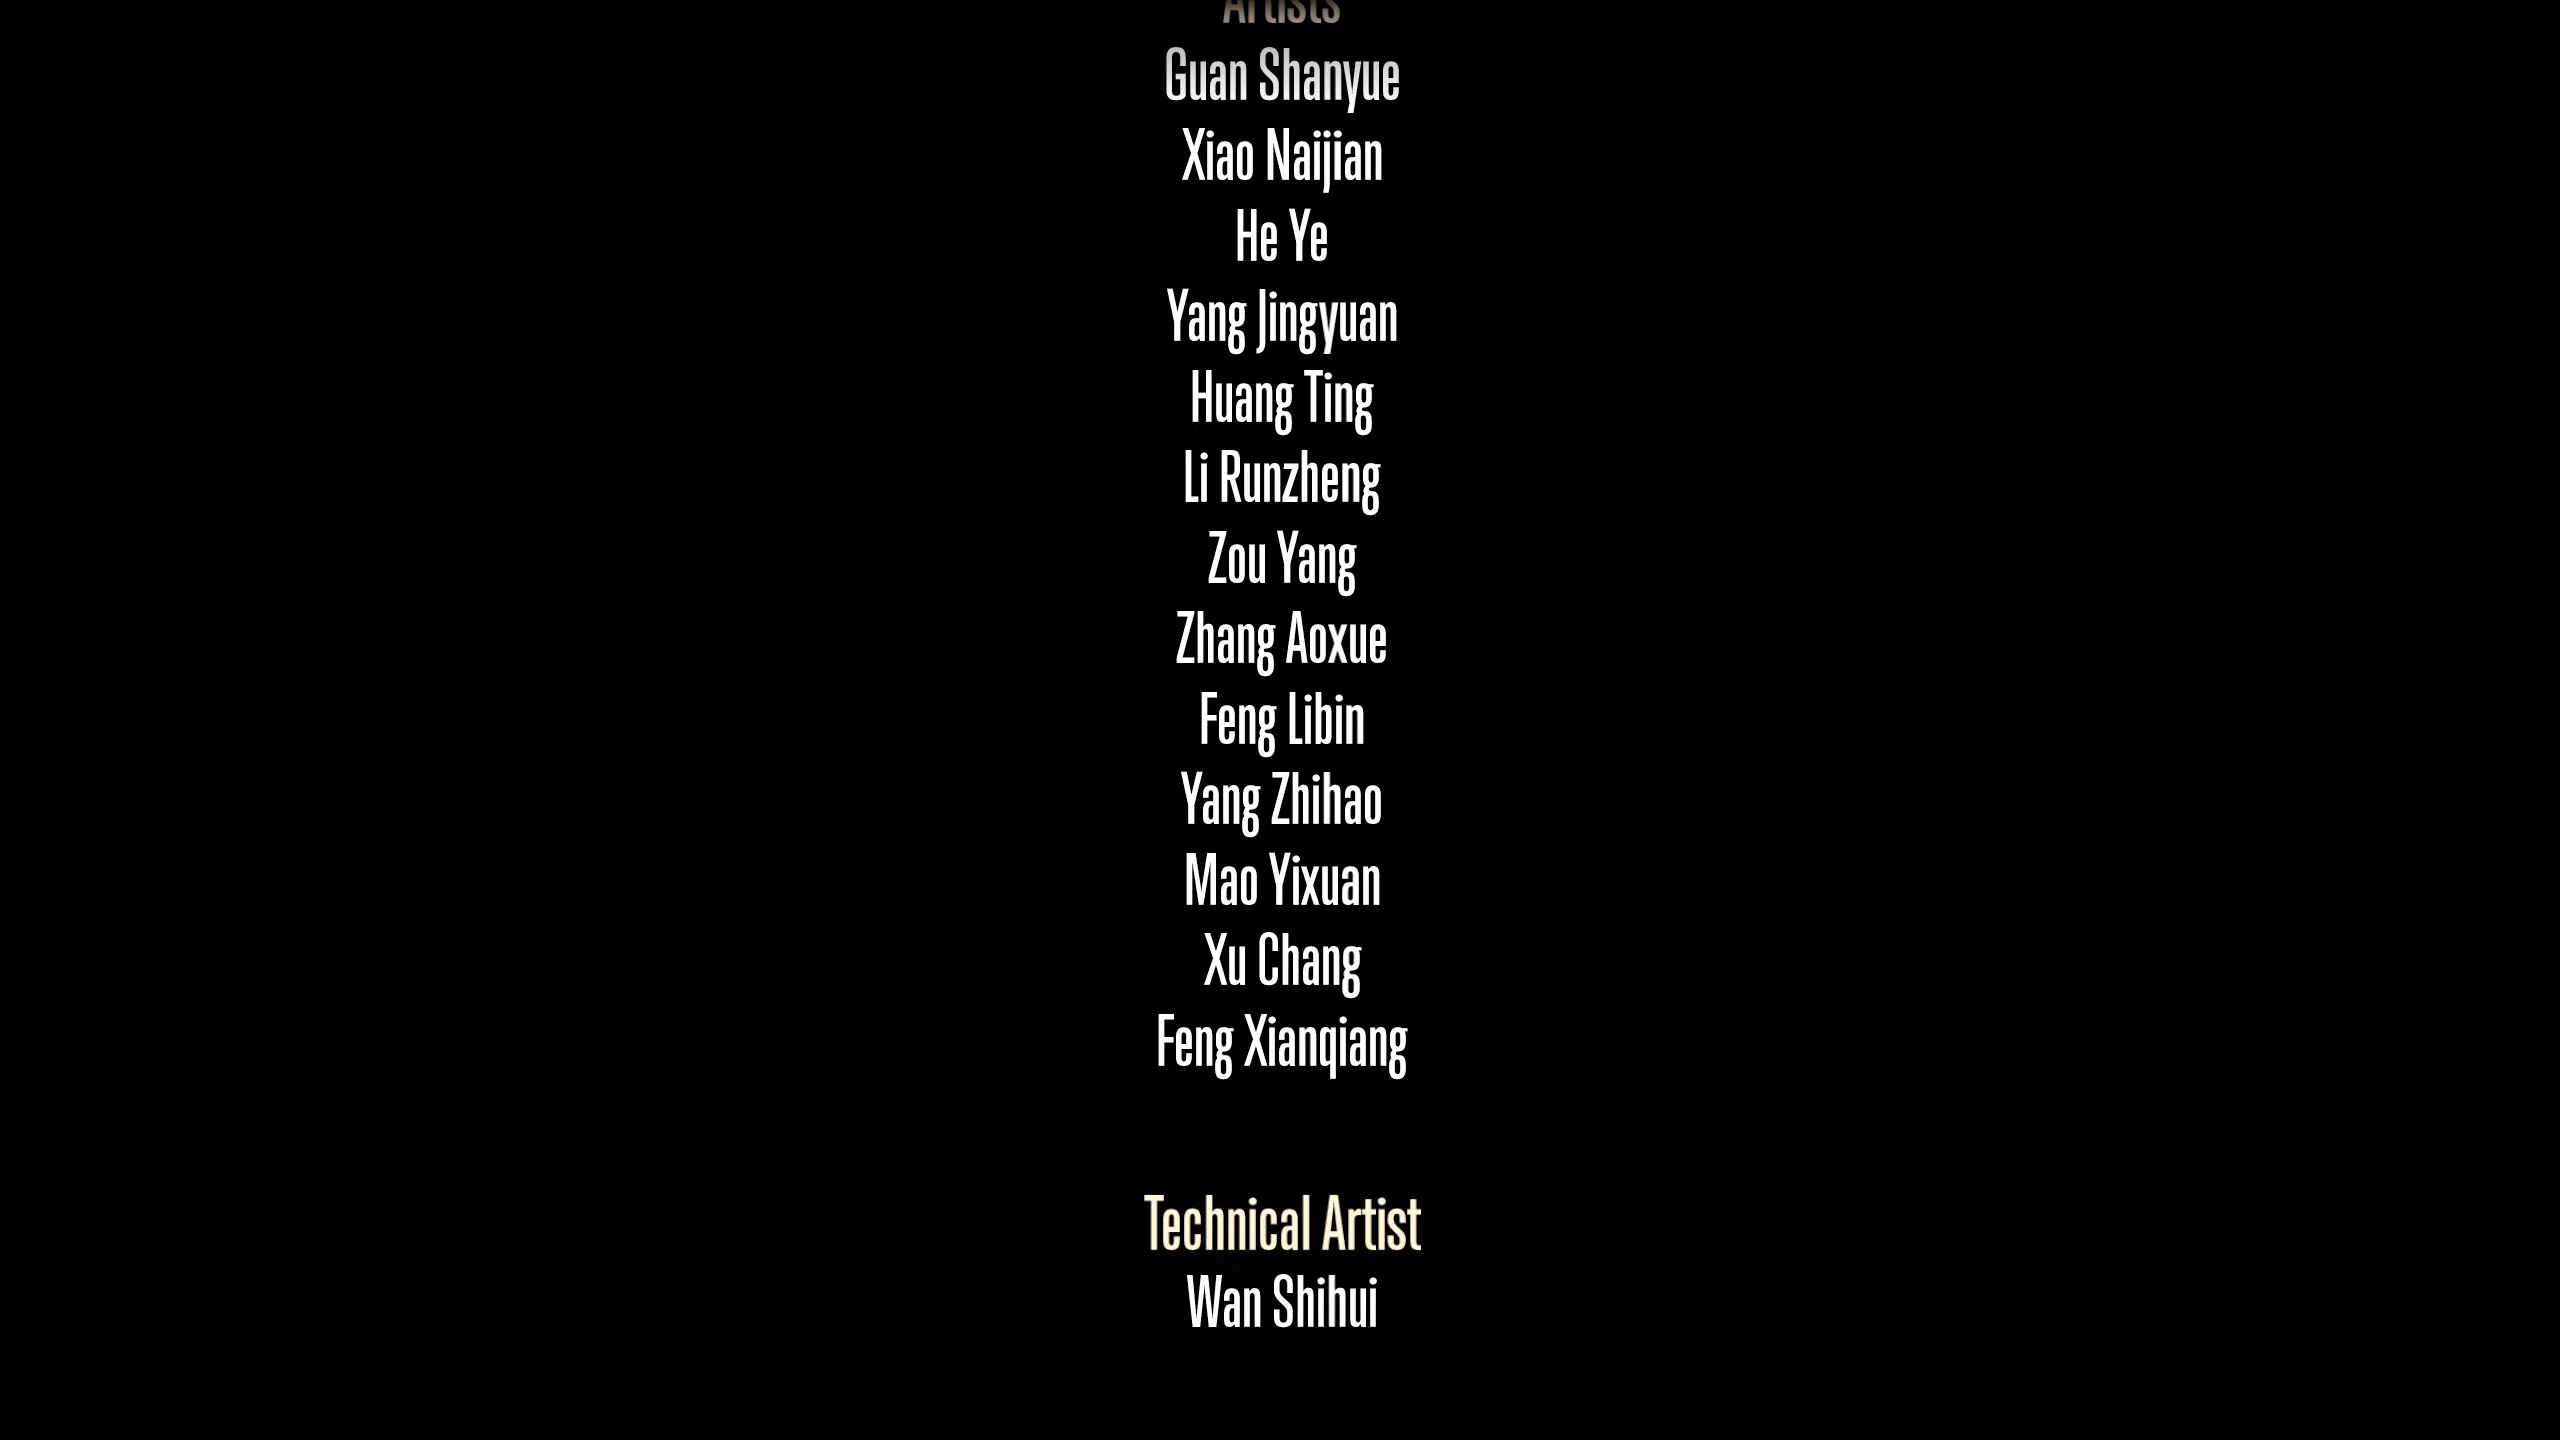 Artists
Guan Shanyue
Xiao Naijian
He Ye
Yang Jingyuan
Huang Ting
Li Runzheng
Zou Yang
Zhang Aoxue
Feng Libin
Yang Zhihao
Mao Yixuan
Xu Chang
Feng Xianqiang
Technical Artist
Wan Shihui